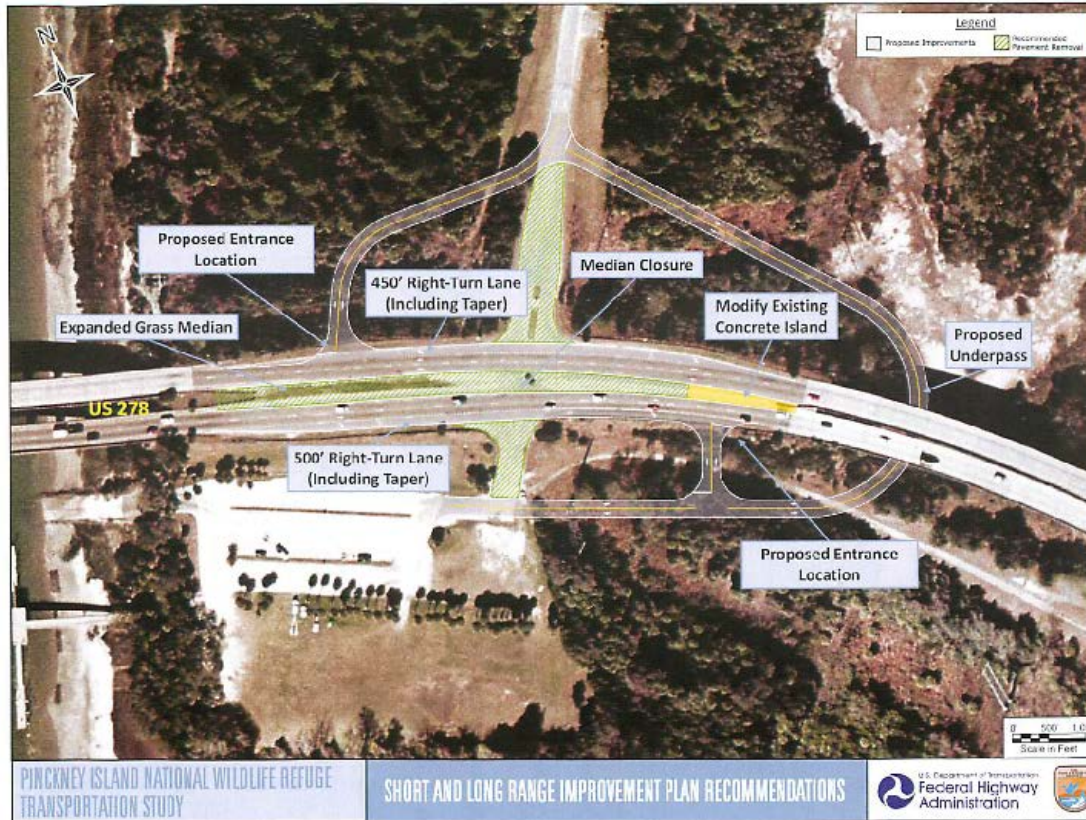 N
Legend
Proposed Improvements
Recommended
Pavement Removal
Proposed Entrance
Location
450' Right-Turn Lane
(Including Taper)
Median Closure
Expanded Grass Median
Modify Existing
Concrete Island
Proposed
Underpass
US 278
500' Right-Turn Lane
(Including Taper)
Proposed Entrance
Location
0 500
Scale in Feet
PINCKNEY ISLAND NATIONAL WILDLIFE REFUGE
TRANSPORTATION STUDY
SHORT AND LONG RANGE IMPROVEMENT PLAN RECOMMENDATIONS
U.S. Department of Transportation
Federal Highway
Administration